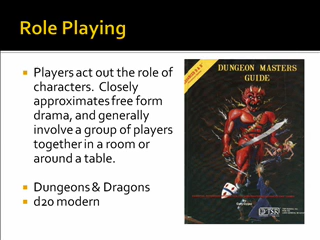 Role Playing
Players act out the role of
characters. Closely
approximates free form
drama, and generally
involve a group of players
together in a room or
around a table.
Dungeons & Dragons
d20 modern
DUNGEON MASTERS
GUIDE